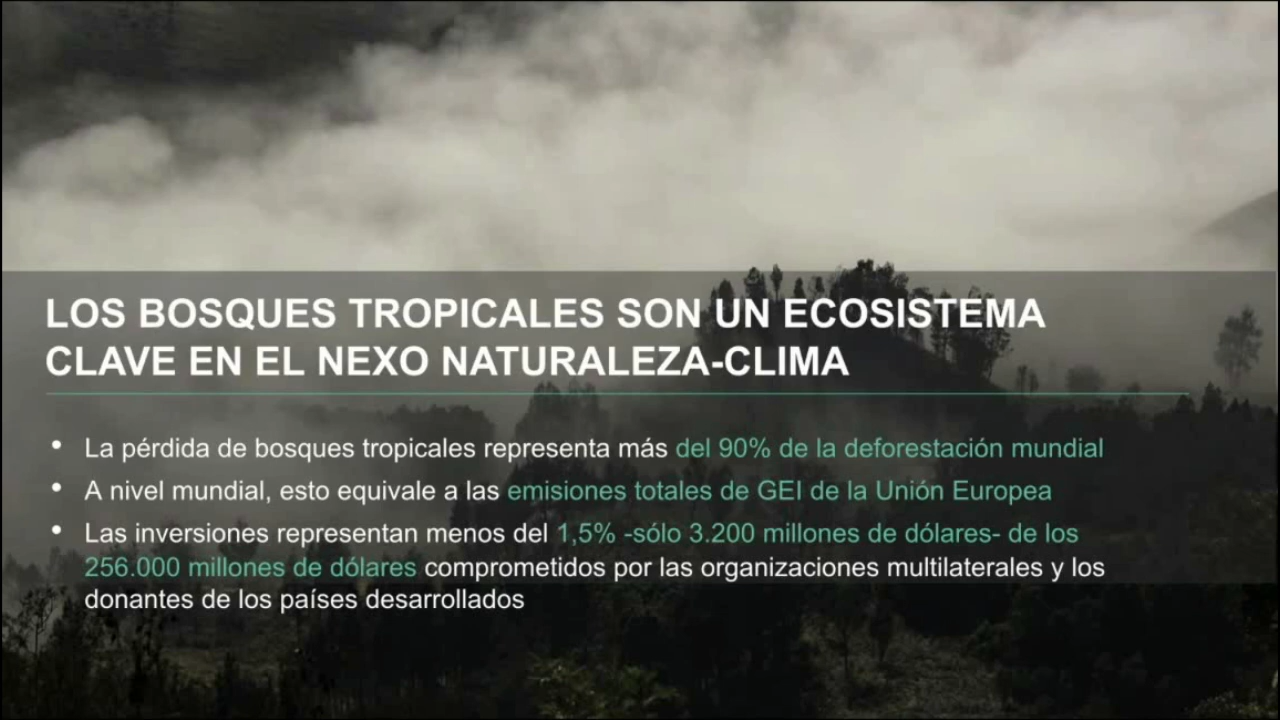 LOS BOSQUES TROPICALES SON UN ECOSISTEMA
CLAVE EN EL NEXO NATURALEZA-CLIMA
• La pérdida de bosques tropicales representa más del 90% de la deforestación mundial
• A nivel mundial, esto equivale a las emisiones totales de GEI de la Unión Europea
• Las inversiones representan menos del 1,5% -sólo 3.200 millones de dólares- de los
256.000 millones de dólares comprometidos por las organizaciones multilaterales y los
donantes de los países desarrollados